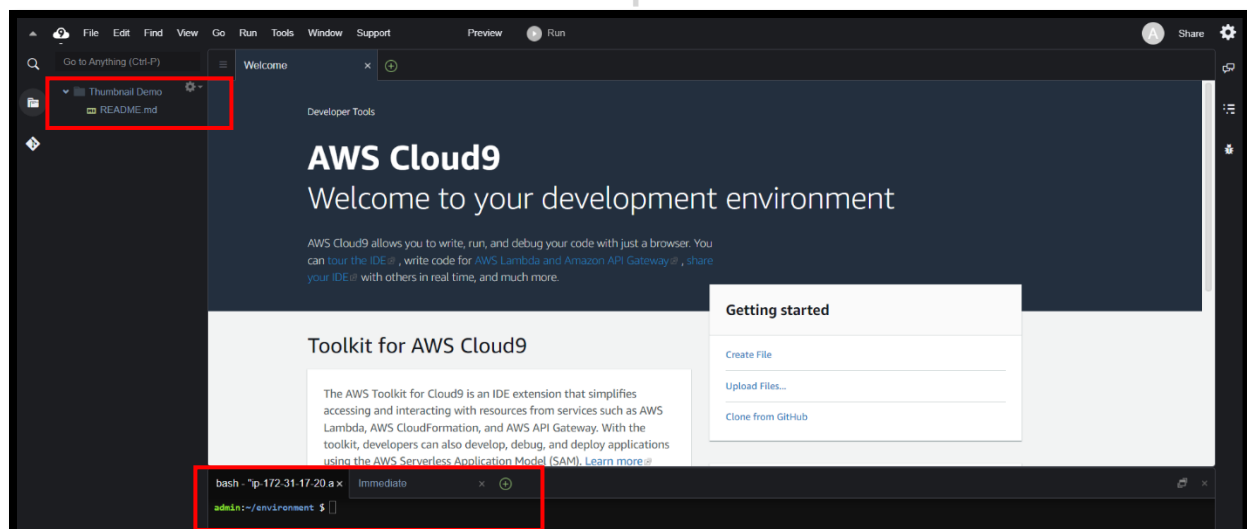 File Edit Find View Go Run Tools Window Support Preview Run A Share
Go to Anything (Ctrl-P)
Welcome
Thumbnail Demo
README.md
Developer Tools
AWS Cloud9
Welcome to your development environment
AWS Cloud9 allows you to write, run, and debug your code with just a browser. You
can tour the IDE , write code for AWS Lambda and Amazon API Gateway , share
your IDE with others in real time, and much more.
Getting started
Create File
Upload Files...
Clone from GitHub
Toolkit for AWS Cloud9
The AWS Toolkit for Cloud9 is an IDE extension that simplifies
accessing and interacting with resources from services such as AWS
Lambda, AWS CloudFormation, and AWS API Gateway. With the
toolkit, developers can also develop, debug, and deploy applications
using the AWS Serverless Application Model (SAM). Learn more
bash - "ip-172-31-17-20.a Immediate
admin:~/environment $